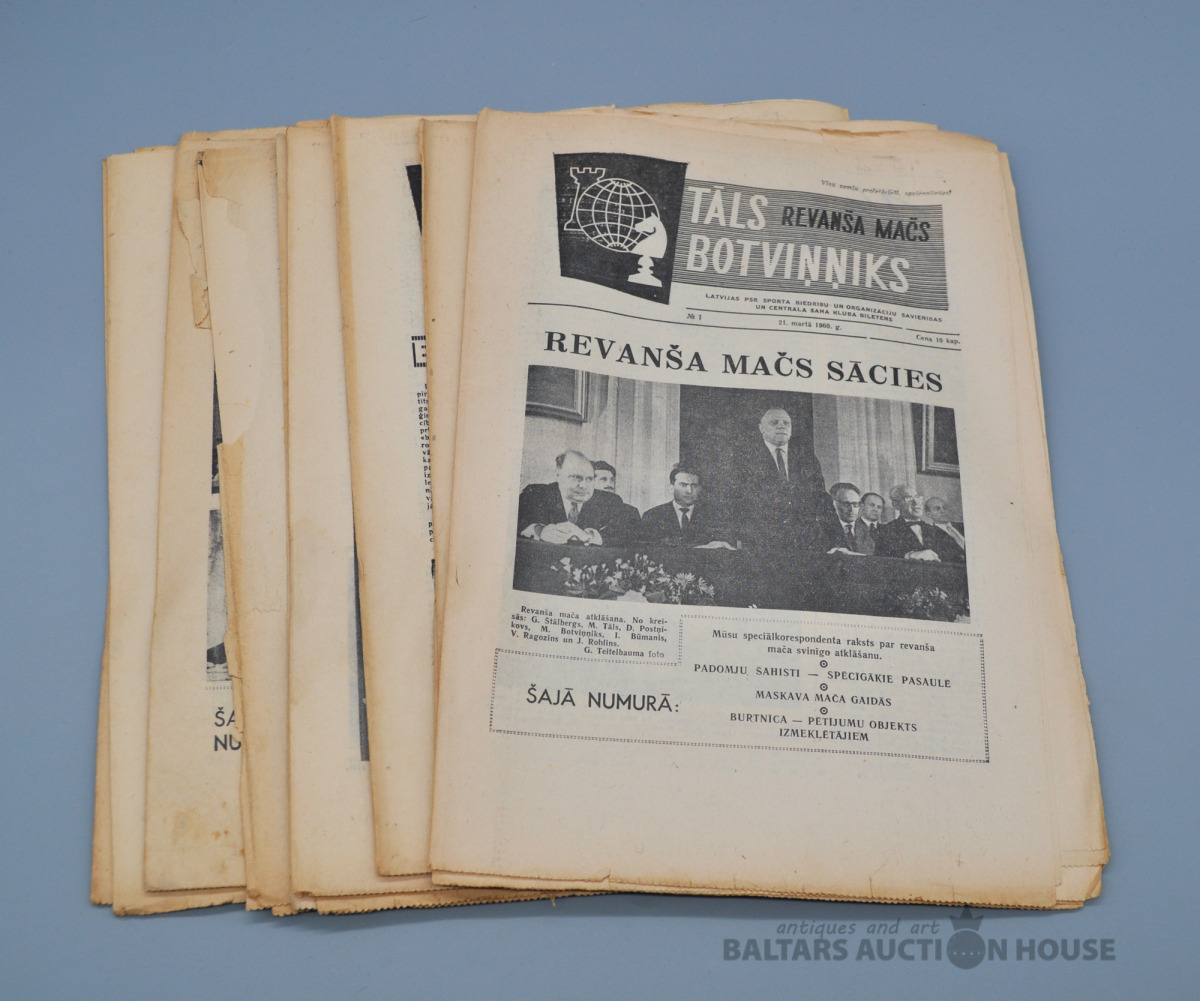 Visu zemju proletārieši, savienojieties!
TĀLS REVANŠA MAČS
BOTVIŅŅIKS
LATVIJAS PSR SPORTA BIEDRĪBU UN ORGANIZĀCIJU SAVIENĪBAS
UN CENTRĀLĀ ŠAHA KLUBA BIĻETENS
№ 1 21. martā 1960. g. Cena 15 kap.
REVANŠA MAČS SĀCIES
Revanša mača atklāšana. No krei-
sās: G. Štālbergs, M. Tāls, D. Postņi-
kovs, M. Botviņņiks, I. Būmanis,
V. Ragozins un J. Rohlins.
G. Teitelbauma foto
Mūsu speciālkorespondenta raksts par revanša
mača svinīgo atklāšanu.
PADOMJU ŠAHISTI — SPĒCĪGĀKIE PASAULĒ
MASKAVA MAČA GAIDĀS
BURTNICA — PĒTĪJUMU OBJEKTS
IZMEKLĒTĀJIEM
ŠAJĀ NUMURĀ:
ŠA
NU
antiques and art
BALTARS AUCTION HOUSE